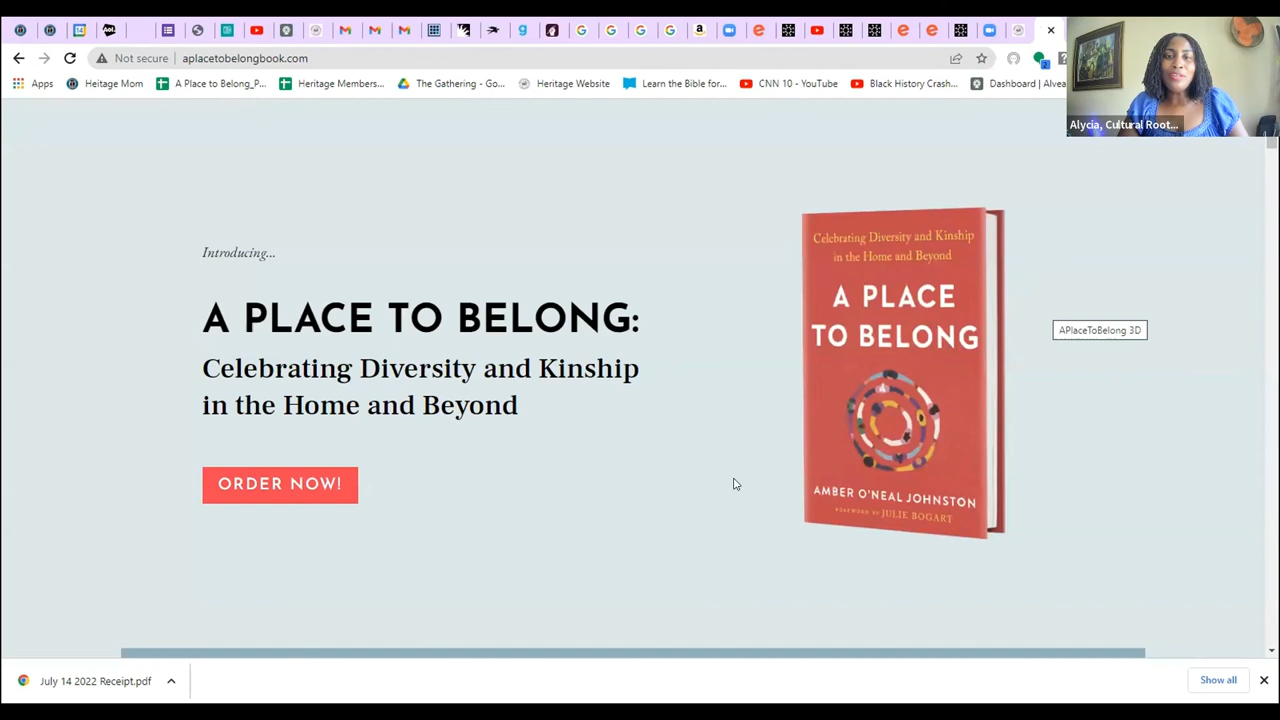 Aol.
Not secure
aplacetobelongbook.com
2
Apps
Heritage Mom
A Place to Belong_P...
Heritage Members...
The Gathering - Go...
Heritage Website
Learn the Bible for...
CNN 10 - YouTube
Black History Crash...
Dashboard | Alvea
Alycia, Cultural Root...
Introducing...
A PLACE TO BELONG:
Celebrating Diversity and Kinship
in the Home and Beyond
ORDER NOW!
Celebrating Diversity and Kinship
in the Home and Beyond
A PLACE
TO BELONG
AMBER O'NEAL JOHNSTON
FOREWORD BY JULIE BOGART
APlaceToBelong 3D
July 14 2022 Receipt.pdf
Show all